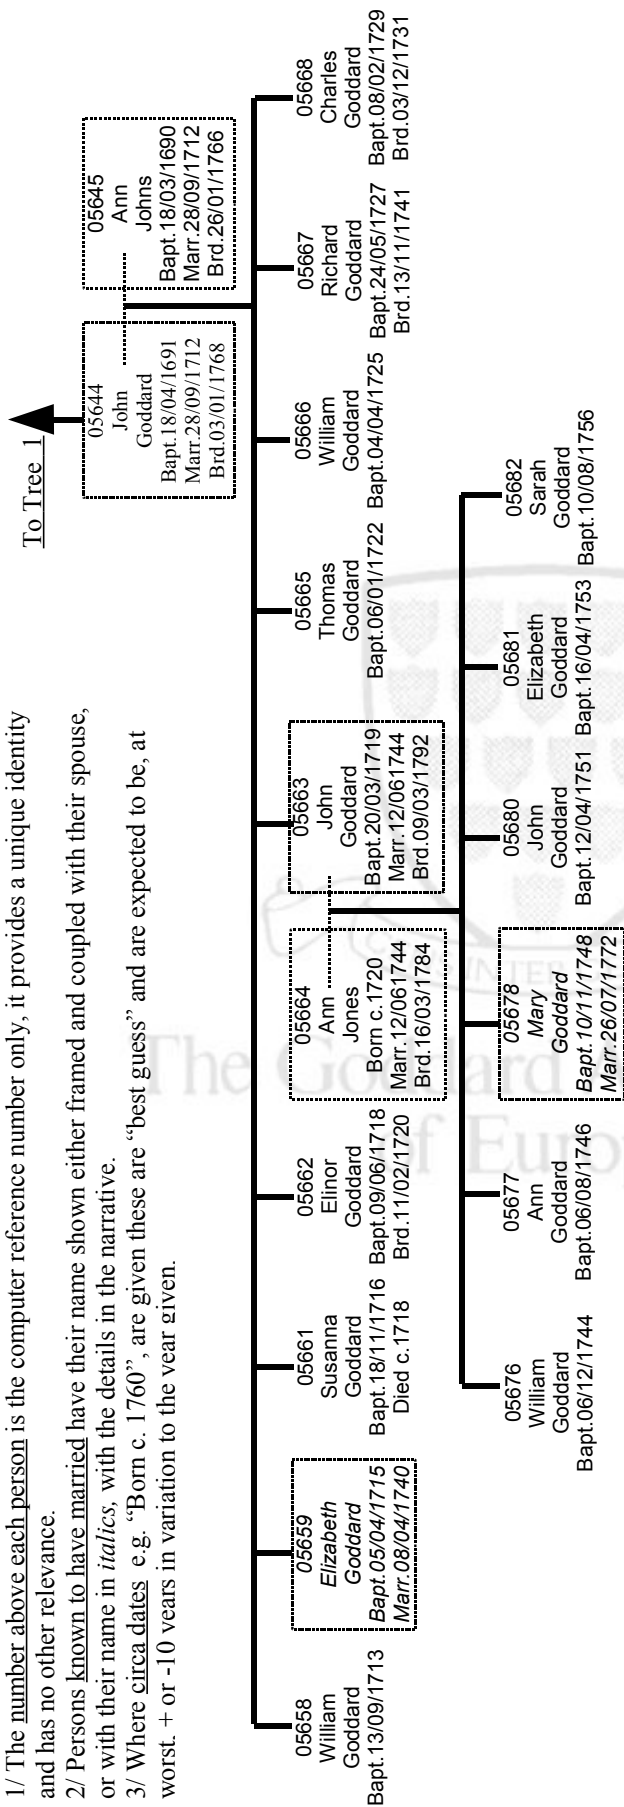 1/ The number above each person is the computer reference number only, it provides a unique identity
and has no other relevance.
2/ Persons known to have married have their name shown either framed and coupled with their spouse,
or with their name in italics, with the details in the narrative.
3/ Where circa dates e.g. “Born c. 1760”, are given these are “best guess” and are expected to be, at
worst. + or -10 years in variation to the year given.
To Tree 1
05644
John
Goddard
Bapt.18/04/1691
Marr.28/09/1712
Brd.03/01/1768
05645
Ann
Johns
Bapt.18/03/1690
Marr.28/09/1712
Brd.26/01/1766
05658
William
Goddard
Bapt.13/09/1713
05659
Elizabeth
Goddard
Bapt.05/04/1715
Marr.08/04/1740
05661
Susanna
Goddard
Bapt.18/11/1716
Died c.1718
05662
Elinor
Goddard
Bapt.09/06/1718
Brd.11/02/1720
05664
Ann
Jones
Born c.1720
Marr.12/061744
Brd.16/03/1784
05663
John
Goddard
Bapt.20/03/1719
Marr.12/061744
Brd.09/03/1792
05665
Thomas
Goddard
Bapt.06/01/1722
05666
William
Goddard
Bapt.04/04/1725
05667
Richard
Goddard
Bapt.24/05/1727
Brd.13/11/1741
05668
Charles
Goddard
Bapt.08/02/1729
Brd.03/12/1731
05676
William
Goddard
Bapt.06/12/1744
05677
Ann
Goddard
Bapt.06/08/1746
05678
Mary
Goddard
Bapt.10/11/1748
Marr.26/07/1772
05680
John
Goddard
Bapt.12/04/1751
05681
Elizabeth
Goddard
Bapt.16/04/1753
05682
Sarah
Goddard
Bapt.10/08/1756
The Goddard
of Europ